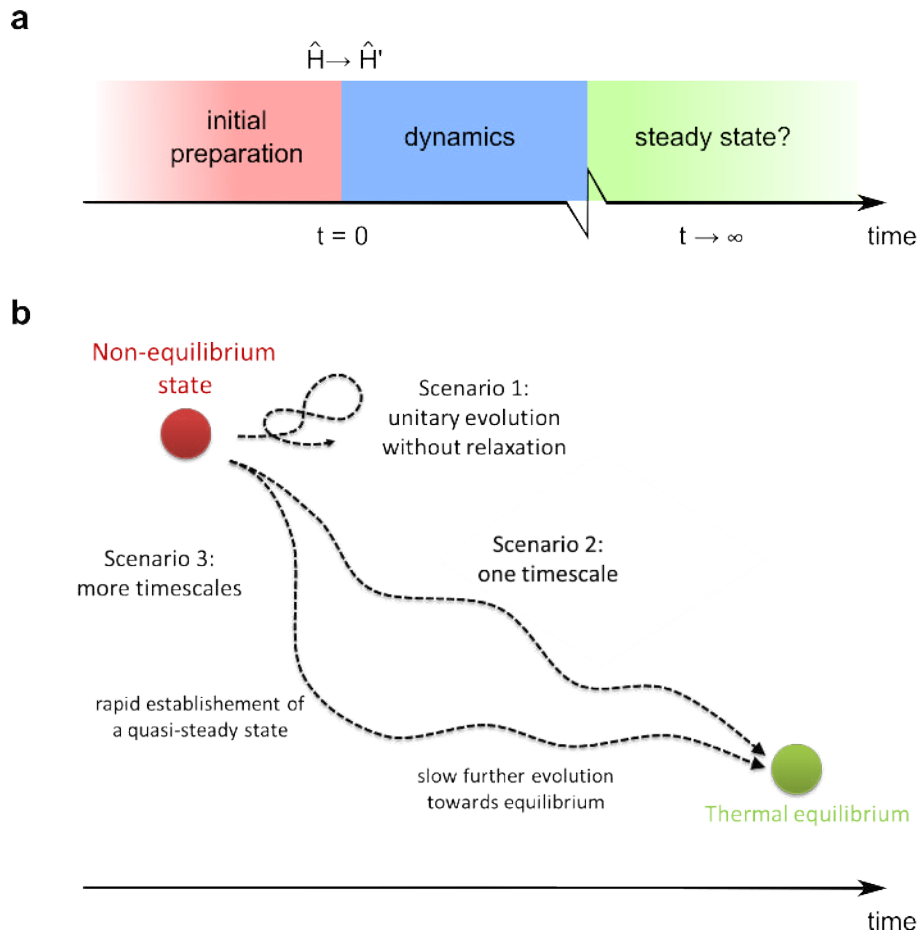 a
Ĥ → Ĥ'
initial
preparation
dynamics
steady state?
t = 0
t → ∞
time
b
Non-equilibrium
state
Scenario 1:
unitary evolution
without relaxation
Scenario 3:
more timescales
Scenario 2:
one timescale
rapid establishement of
a quasi-steady state
slow further evolution
towards equilibrium
Thermal equilibrium
time